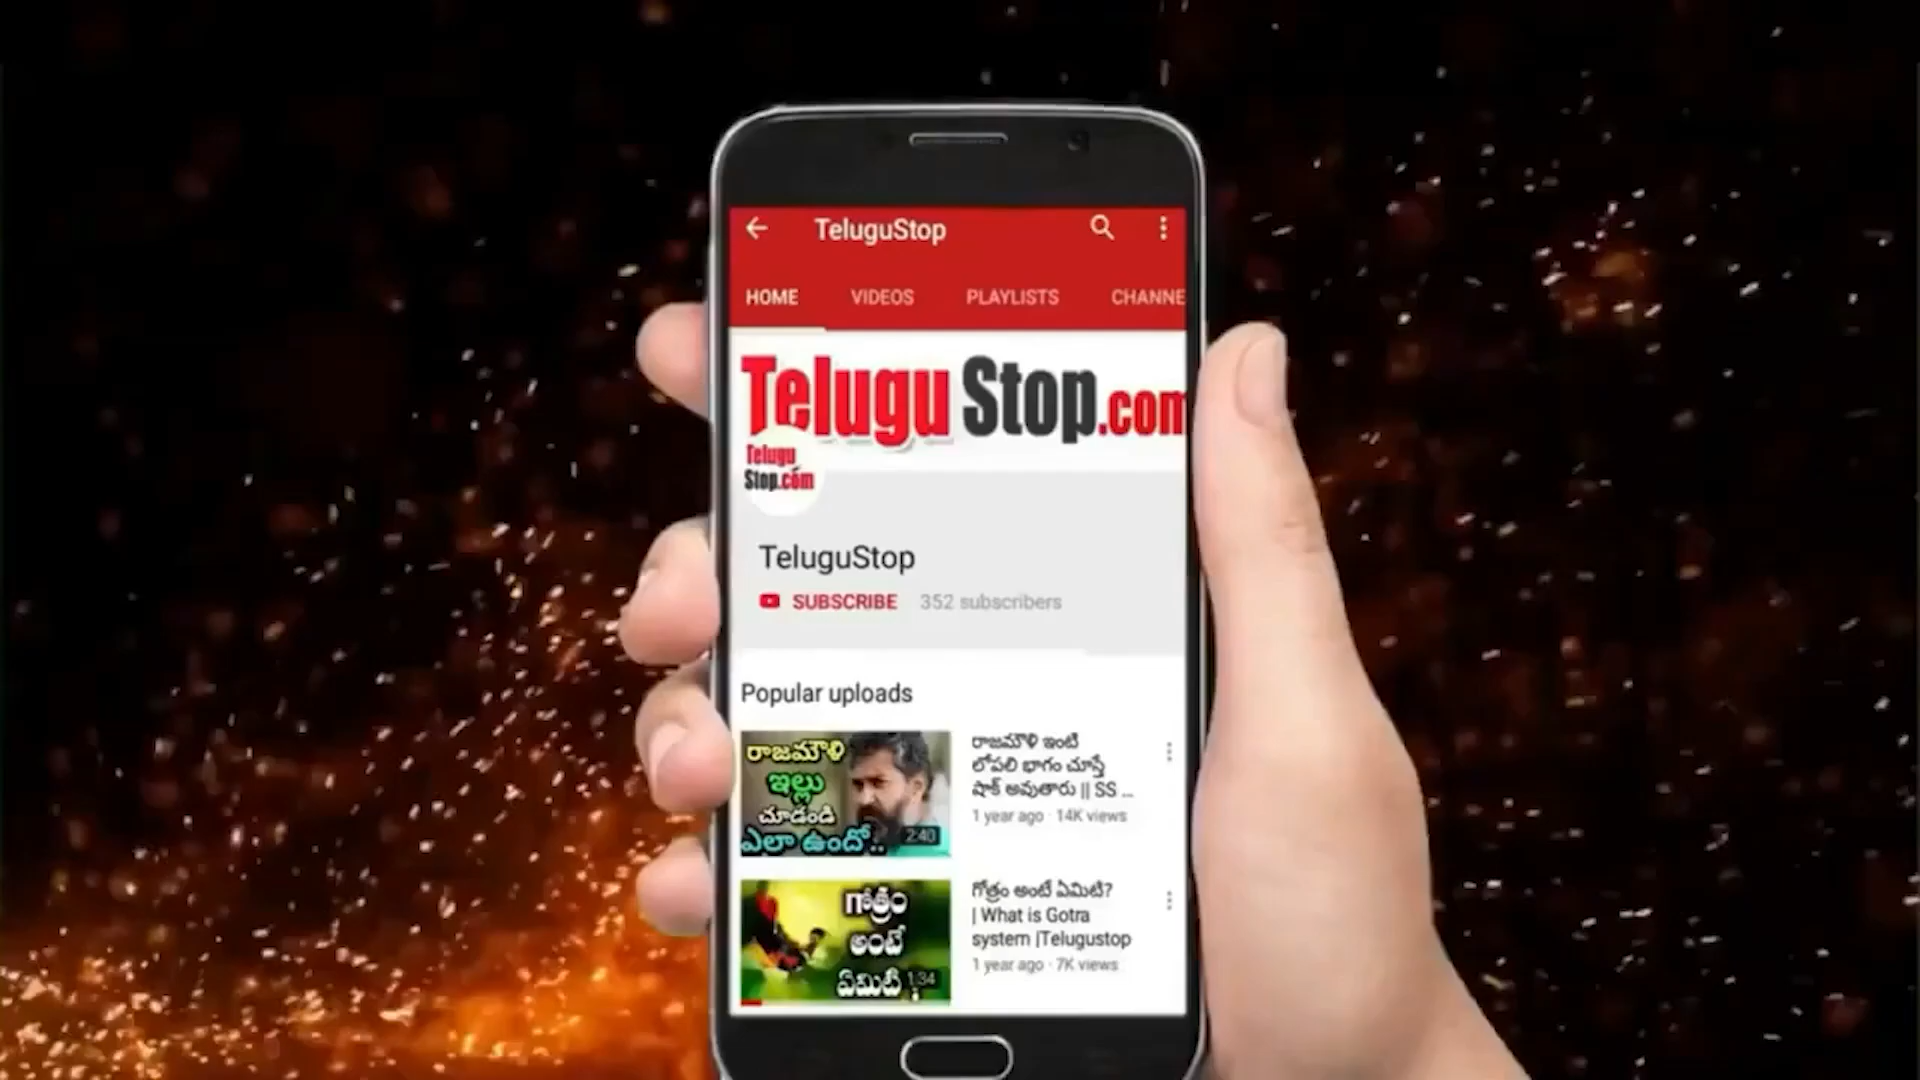 TeluguStop
HOME VIDEOS PLAYLISTS CHANNE
Telugu Stop.com
Telugu
Stop.com
TeluguStop
SUBSCRIBE 352 subscribers
Popular uploads
రాజమౌళి
ఇల్లు
చూడండి
ఎలా ఉందో..
2:40
రాజమౌళి ఇంటి
లోపలి భాగం చూస్తే
షాక్ అవుతారు || SS ...
1 year ago · 14K views
గోత్రం
అంటే
ఏమిటి ?
1:34
గోత్రం అంటే ఏమిటి?
| What is Gotra
system |Telugustop
1 year ago · 7K views